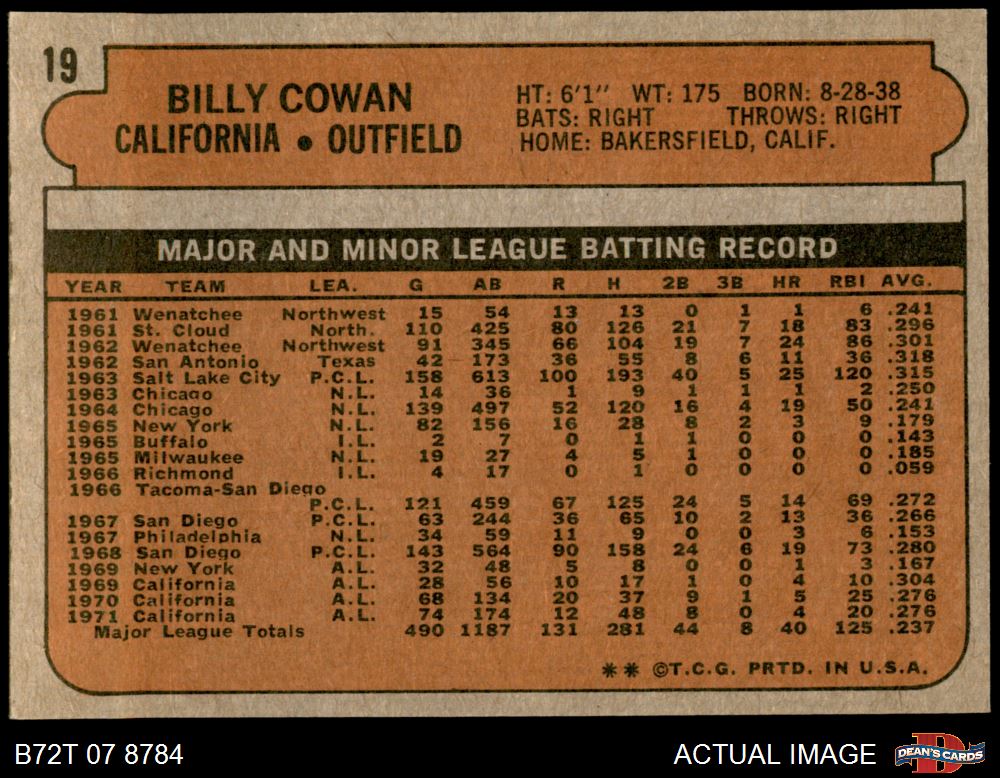 19
BILLY COWAN
CALIFORNIA • OUTFIELD
HT: 6'1" WT: 175 BORN: 8-28-38
BATS: RIGHT THROWS: RIGHT
HOME: BAKERSFIELD, CALIF.
MAJOR AND MINOR LEAGUE BATTING RECORD
YEAR TEAM LEA. G AB R H 2B 3B HR RBI AVG.
1961 Wenatchee Northwest 15 54 13 13 0 1 1 6 .241
1961 St. Cloud North. 110 425 80 126 21 7 18 83 .296
1962 Wenatchee Northwest 91 345 66 104 19 7 24 86 .301
1962 San Antonio Texas 42 173 36 55 8 6 11 36 .318
1963 Salt Lake City P.C.L. 158 613 100 193 40 5 25 120 .315
1963 Chicago N.L. 14 36 1 9 1 1 1 2 .250
1964 Chicago N.L. 139 497 52 120 16 4 19 50 .241
1965 New York N.L. 82 156 16 28 8 2 3 9 .179
1965 Buffalo I.L. 2 7 0 1 1 0 0 0 .143
1965 Milwaukee N.L. 19 27 4 5 1 0 0 0 .185
1966 Richmond I.L. 4 17 0 1 0 0 0 0 .059
1966 Tacoma-San Diego
P.C.L. 121 459 67 125 24 5 14 69 .272
1967 San Diego P.C.L. 63 244 36 65 10 2 13 36 .266
1967 Philadelphia N.L. 34 59 11 9 0 0 3 6 .153
1968 San Diego P.C.L. 143 564 90 158 24 6 19 73 .280
1969 New York A.L. 32 48 5 8 0 0 1 3 .167
1969 California A.L. 28 56 10 17 1 0 4 10 .304
1970 California A.L. 68 134 20 37 9 1 5 25 .276
1971 California A.L. 74 174 12 48 8 0 4 20 .276
Major League Totals 490 1187 131 281 44 8 40 125 .237
** ©T.C.G. PRTD. IN U.S.A.
B72T 07 8784
ACTUAL IMAGE
DEAN'S CARDS